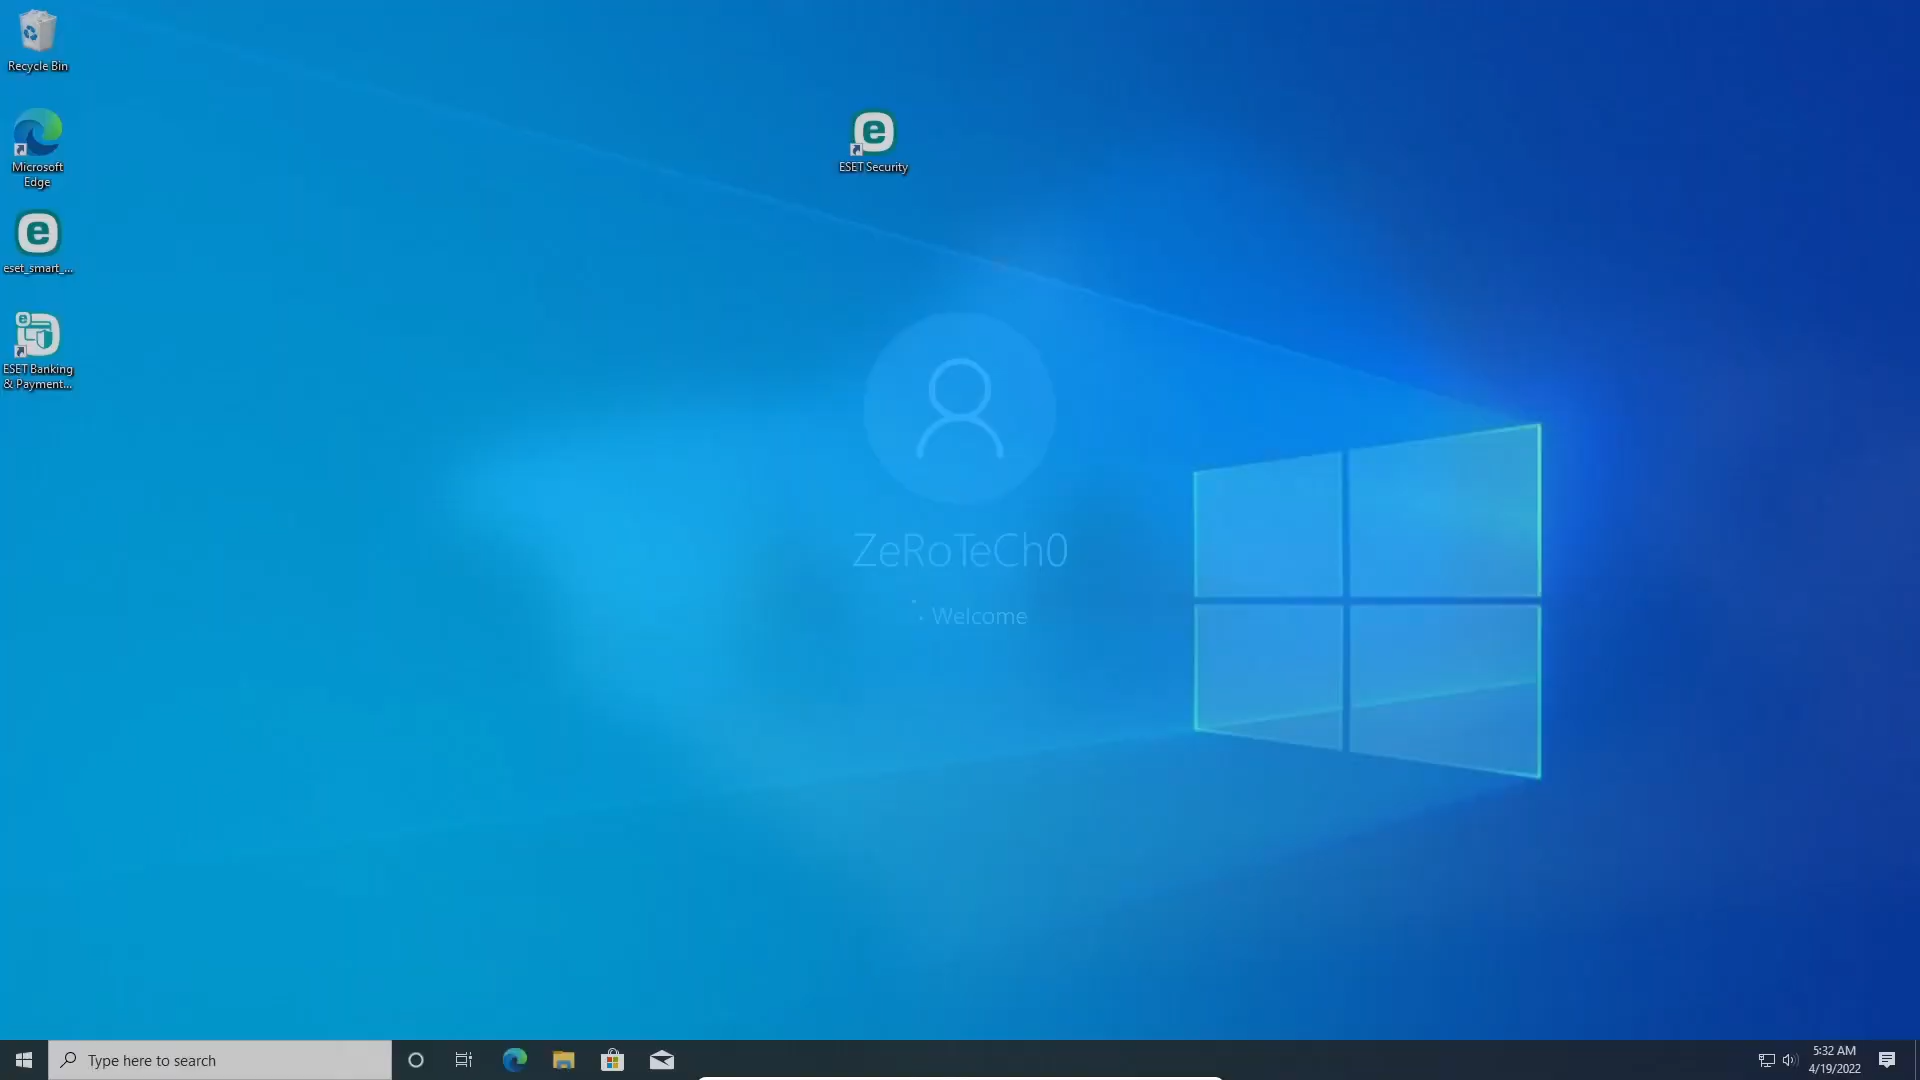 Recycle Bin
Microsoft
Edge
eset_smart_...
ESET Banking
& Payment...
ESET Security
ZeRoTeCh0
Welcome
Type here to search
5:32 AM
4/19/2022